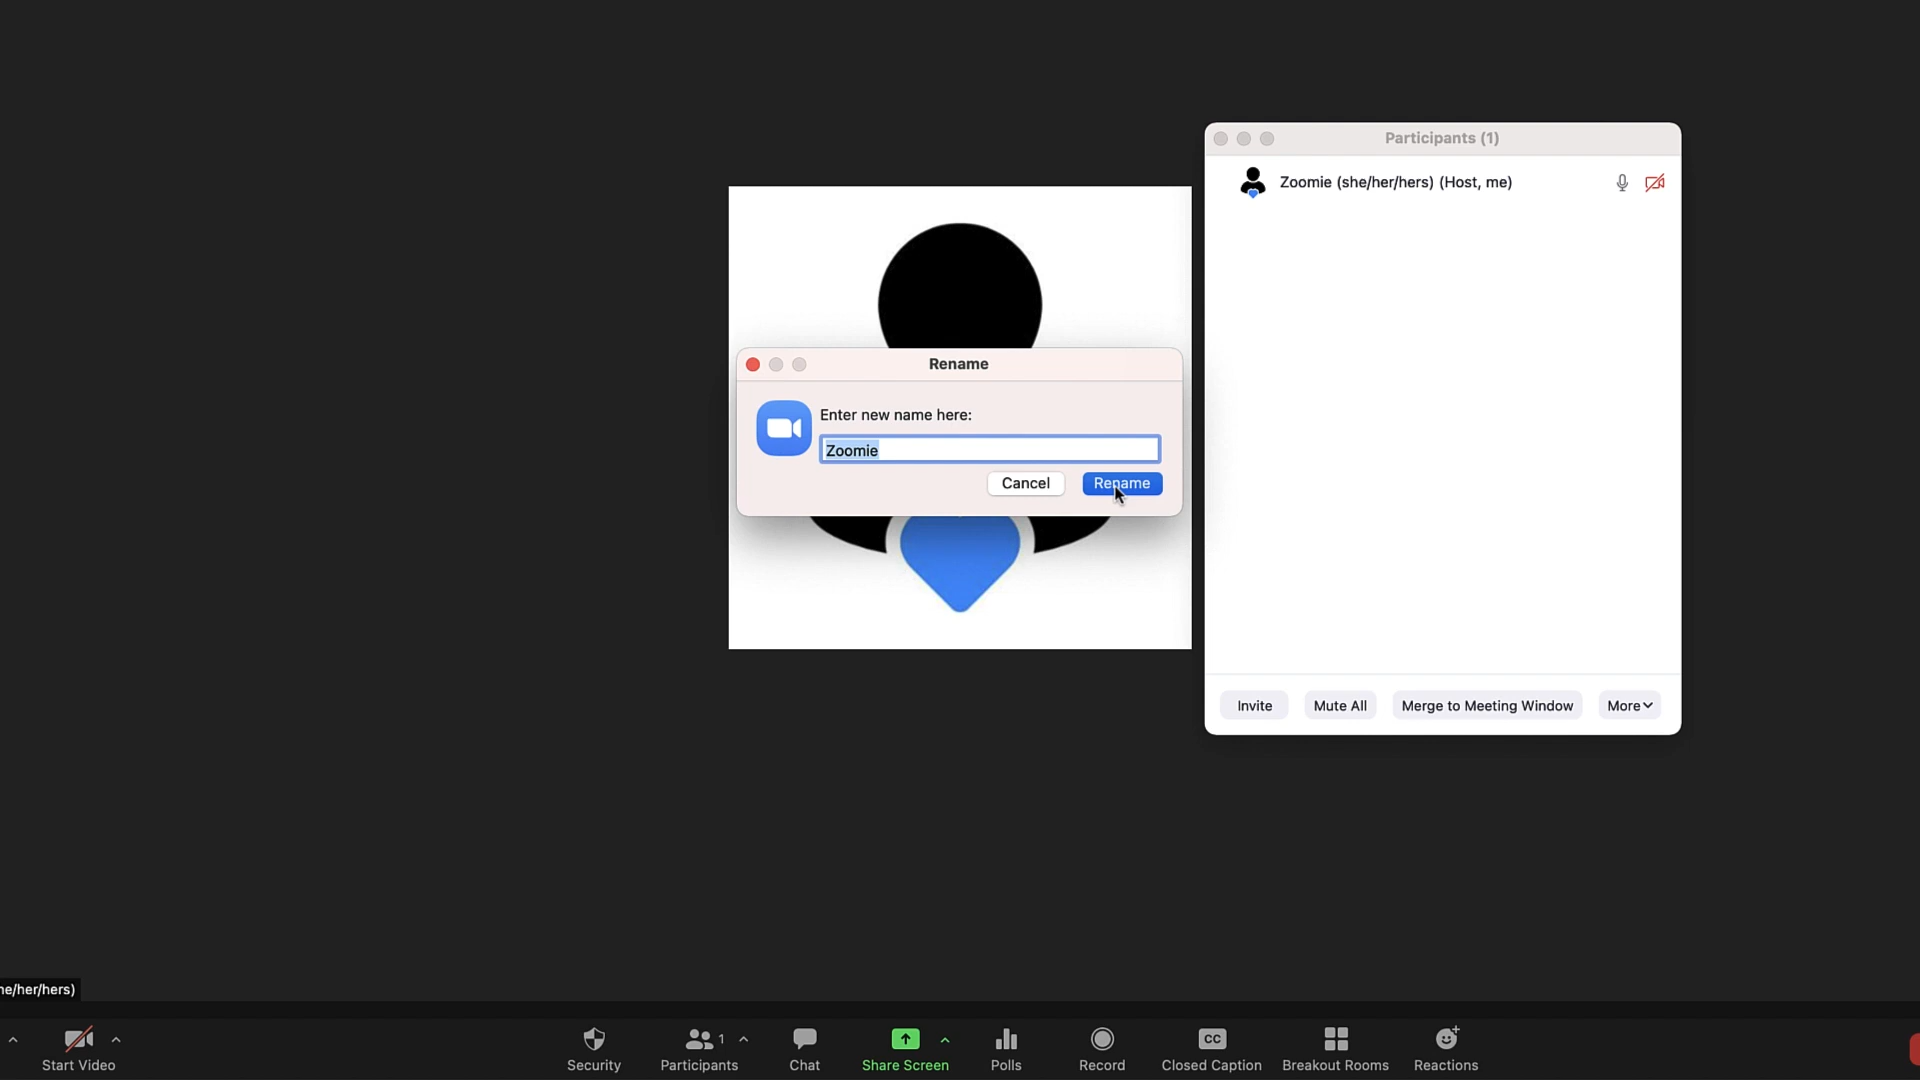 Participants (1)
Zoomie (she/her/hers) (Host, me)
Rename
Enter new name here:
Zoomie
Cancel
Rename
Invite
Mute All
Merge to Meeting Window
More
he/her/hers)
Start Video
Security
1
Participants
Chat
Share Screen
Polls
Record
CC
Closed Caption
Breakout Rooms
Reactions